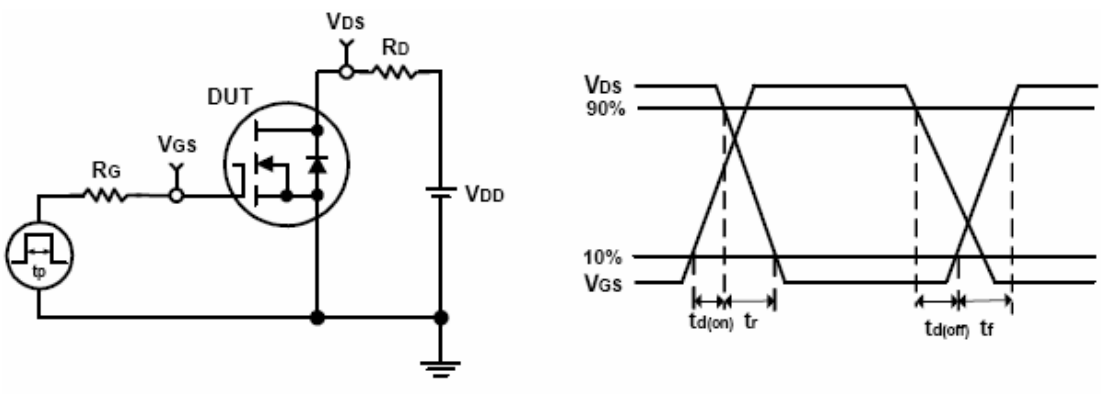 VDS
RD
DUT
VGS
RG
VDD
tp
VDS
90%
10%
VGS
td(on) tr
td(off) tf